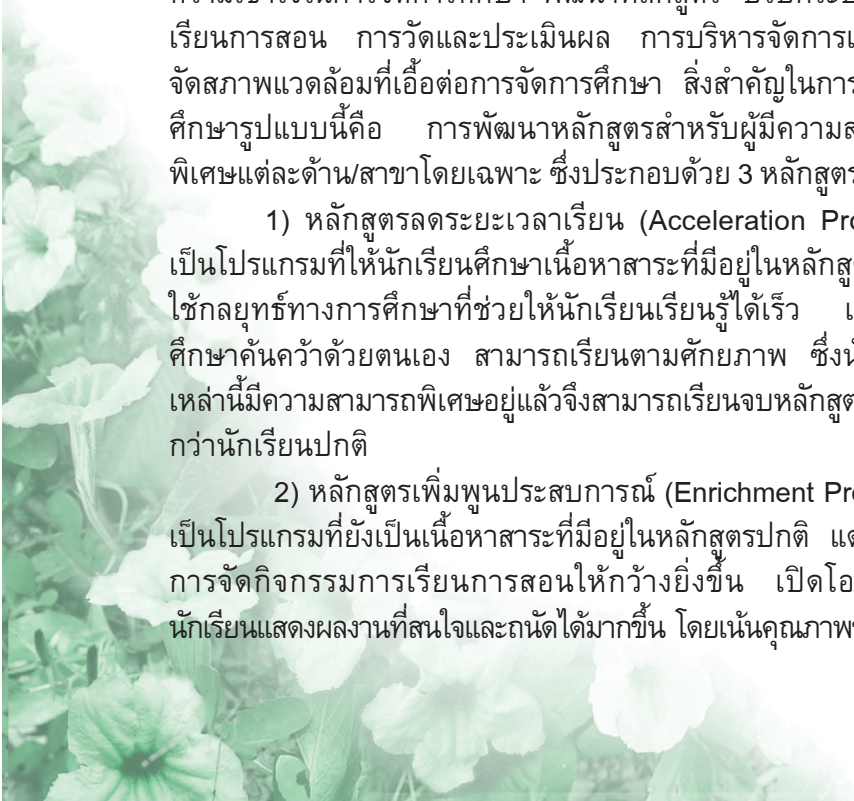 เรียนการสอน การวัดและประเมินผล การบริหารจัดการเ
จัดสภาพแวดล้อมที่เอื้อต่อการจัดการศึกษา สิ่งสำคัญในการ
ศึกษารูปแบบนี้คือ การพัฒนาหลักสูตรสำหรับผู้มีความส
พิเศษแต่ละด้าน/สาขาโดยเฉพาะ ซึ่งประกอบด้วย 3 หลักสูตร
1) หลักสูตรลดระยะเวลาเรียน (Acceleration Pro
เป็นโปรแกรมที่ให้นักเรียนศึกษาเนื้อหาสาระที่มีอยู่ในหลักสู
ใช้กลยุทธ์ทางการศึกษาที่ช่วยให้นักเรียนเรียนรู้ได้เร็ว เ
ศึกษาค้นคว้าด้วยตนเอง สามารถเรียนตามศักยภาพ ซึ่งนั
เหล่านี้มีความสามารถพิเศษอยู่แล้วจึงสามารถเรียนจบหลักสูต
กว่านักเรียนปกติ
2) หลักสูตรเพิ่มพูนประสบการณ์ (Enrichment Pro
เป็นโปรแกรมที่ยังเป็นเนื้อหาสาระที่มีอยู่ในหลักสูตรปกติ แต
การจัดกิจกรรมการเรียนการสอนให้กว้างยิ่งขึ้น เปิดโอ
นักเรียนแสดงผลงานที่สนใจและถนัดได้มากขึ้น โดยเน้นคุณภาพ